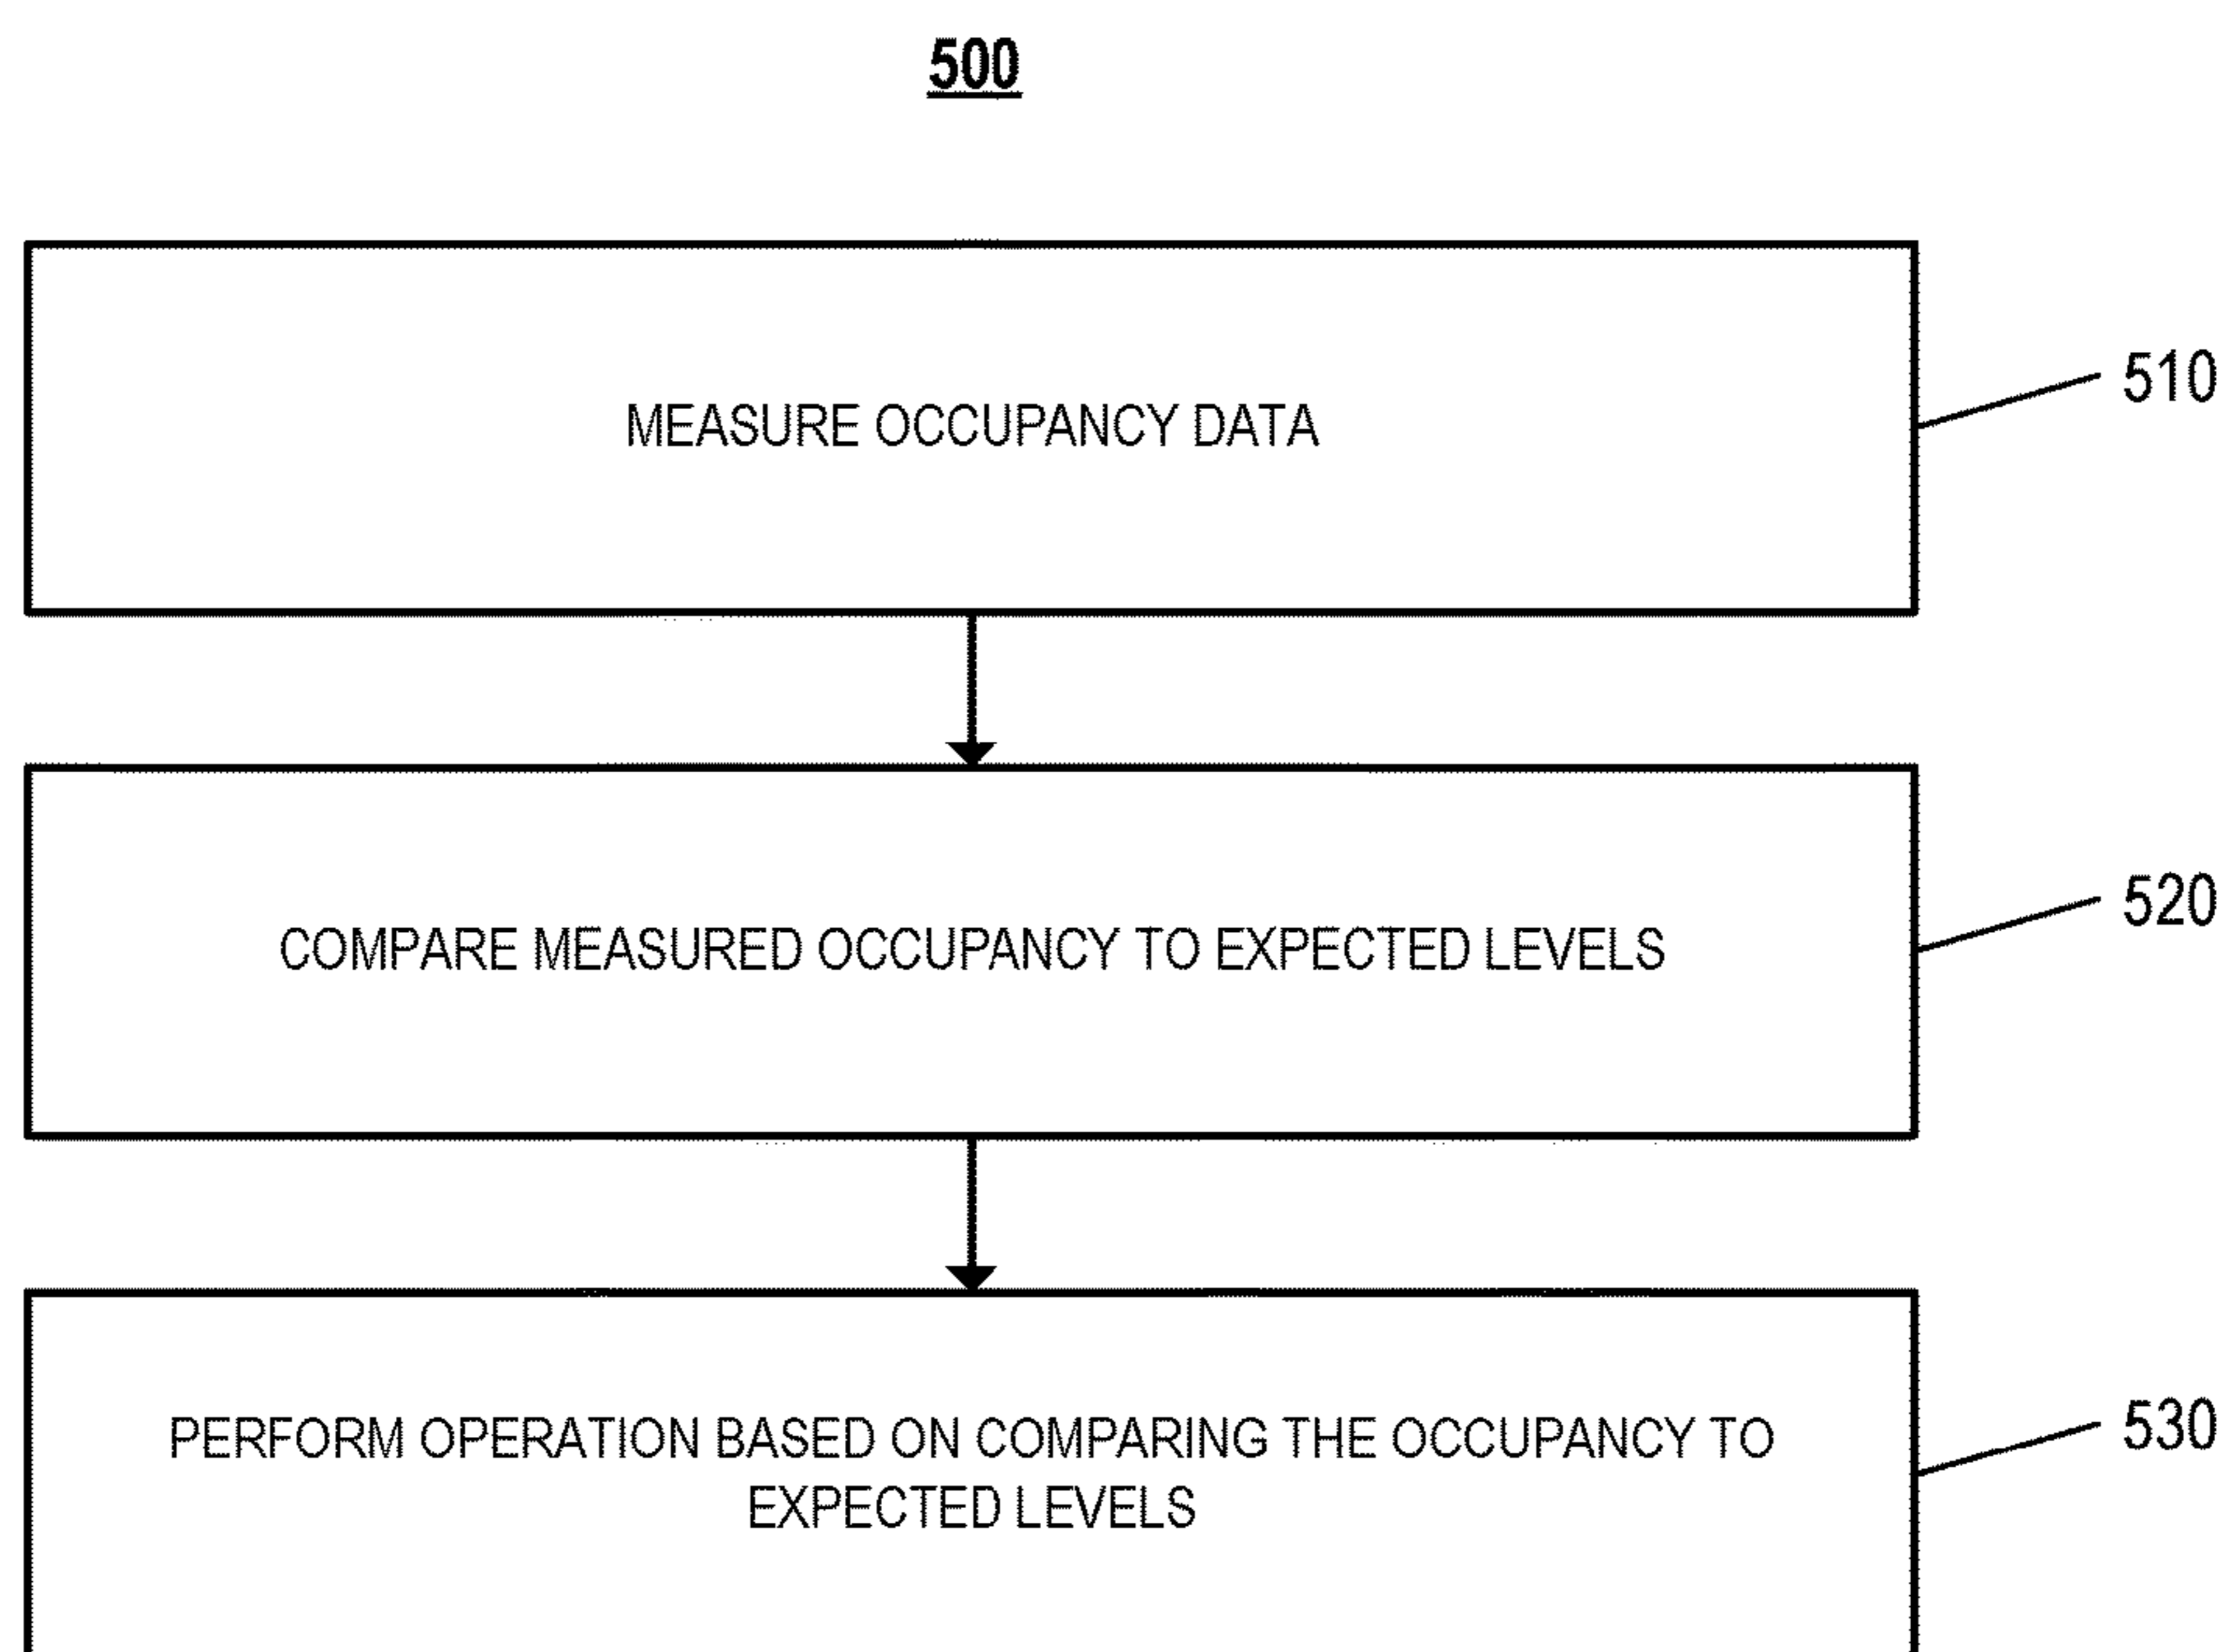 500
MEASURE OCCUPANCY DATA
510
COMPARE MEASURED OCCUPANCY TO EXPECTED LEVELS
520
PERFORM OPERATION BASED ON COMPARING THE OCCUPANCY TO
EXPECTED LEVELS
530